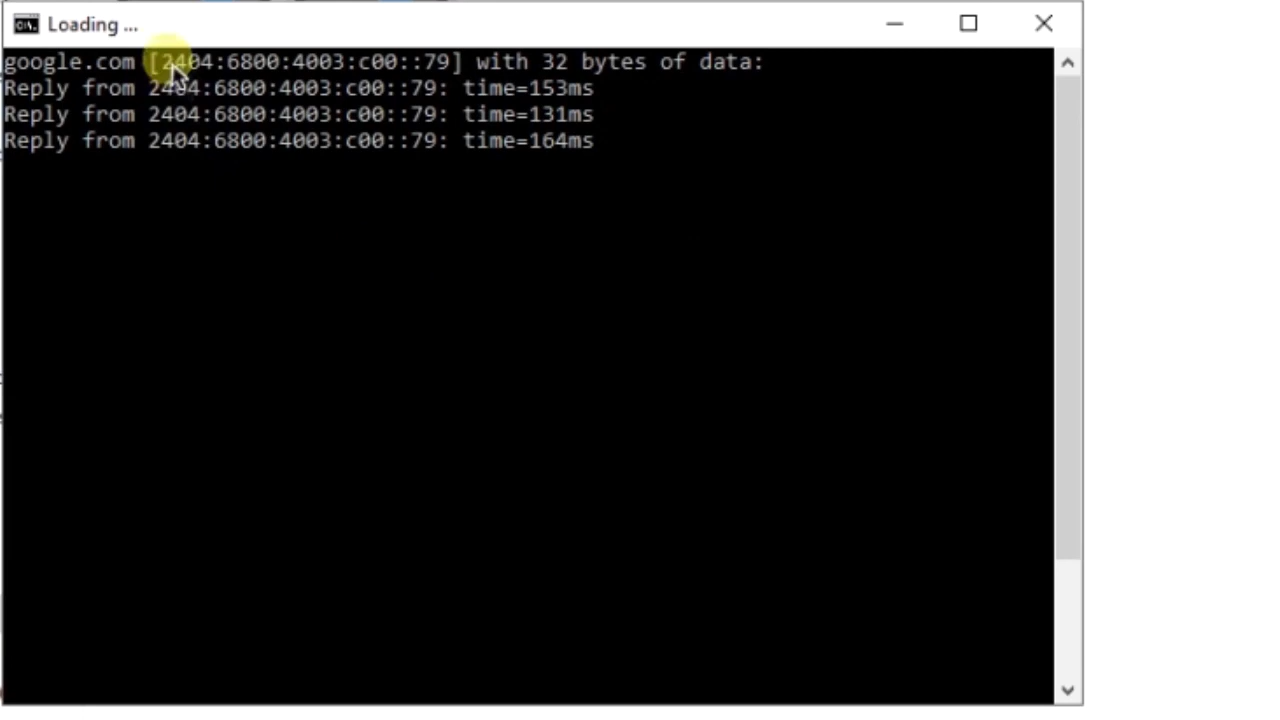 Loading ...
google.com [2404:6800:4003:c00::79] with 32 bytes of data:
Reply from 2404:6800:4003:c00::79: time=153ms
Reply from 2404:6800:4003:c00::79: time=131ms
Reply from 2404:6800:4003:c00::79: time=164ms